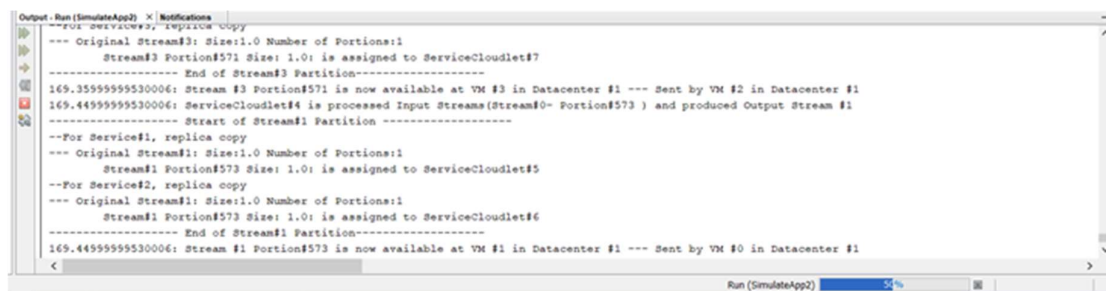 Output - Run (SimulateApp2) × Notifications
--For Service#3, replica copy
--- Original Stream#3: Size:1.0 Number of Portions:1
Stream#3 Portion#571 Size: 1.0: is assigned to ServiceCloudlet#7
------------------ End of Stream#3 Partition------------------
169.35999999530006: Stream #3 Portion#571 is now available at VM #3 in Datacenter #1 --- Sent by VM #2 in Datacenter #1
169.44999999530006: ServiceCloudlet#4 is processed Input Streams(Stream#0- Portion#573 ) and produced Output Stream #1
------------------ Strart of Stream#1 Partition ------------------
--For Service#1, replica copy
--- Original Stream#1: Size:1.0 Number of Portions:1
Stream#1 Portion#573 Size: 1.0: is assigned to ServiceCloudlet#5
--For Service#2, replica copy
--- Original Stream#1: Size:1.0 Number of Portions:1
Stream#1 Portion#573 Size: 1.0: is assigned to ServiceCloudlet#6
------------------ End of Stream#1 Partition------------------
169.44999999530006: Stream #1 Portion#573 is now available at VM #1 in Datacenter #1 --- Sent by VM #0 in Datacenter #1
Run (SimulateApp2) 50%